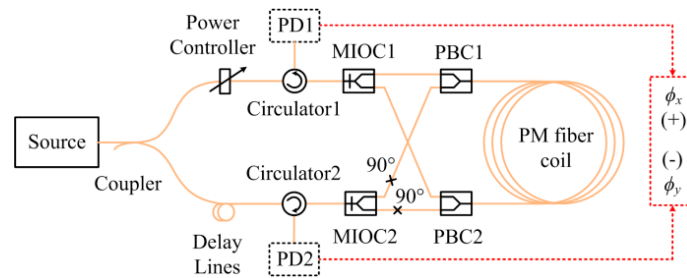 PD1
Power
Controller
MIOC1
PBC1
Circulator1
Source
Coupler
PM fiber
coil
ϕx
(+)
(-)
ϕy
Circulator2
90°
90°
Delay
Lines
PD2
MIOC2
PBC2